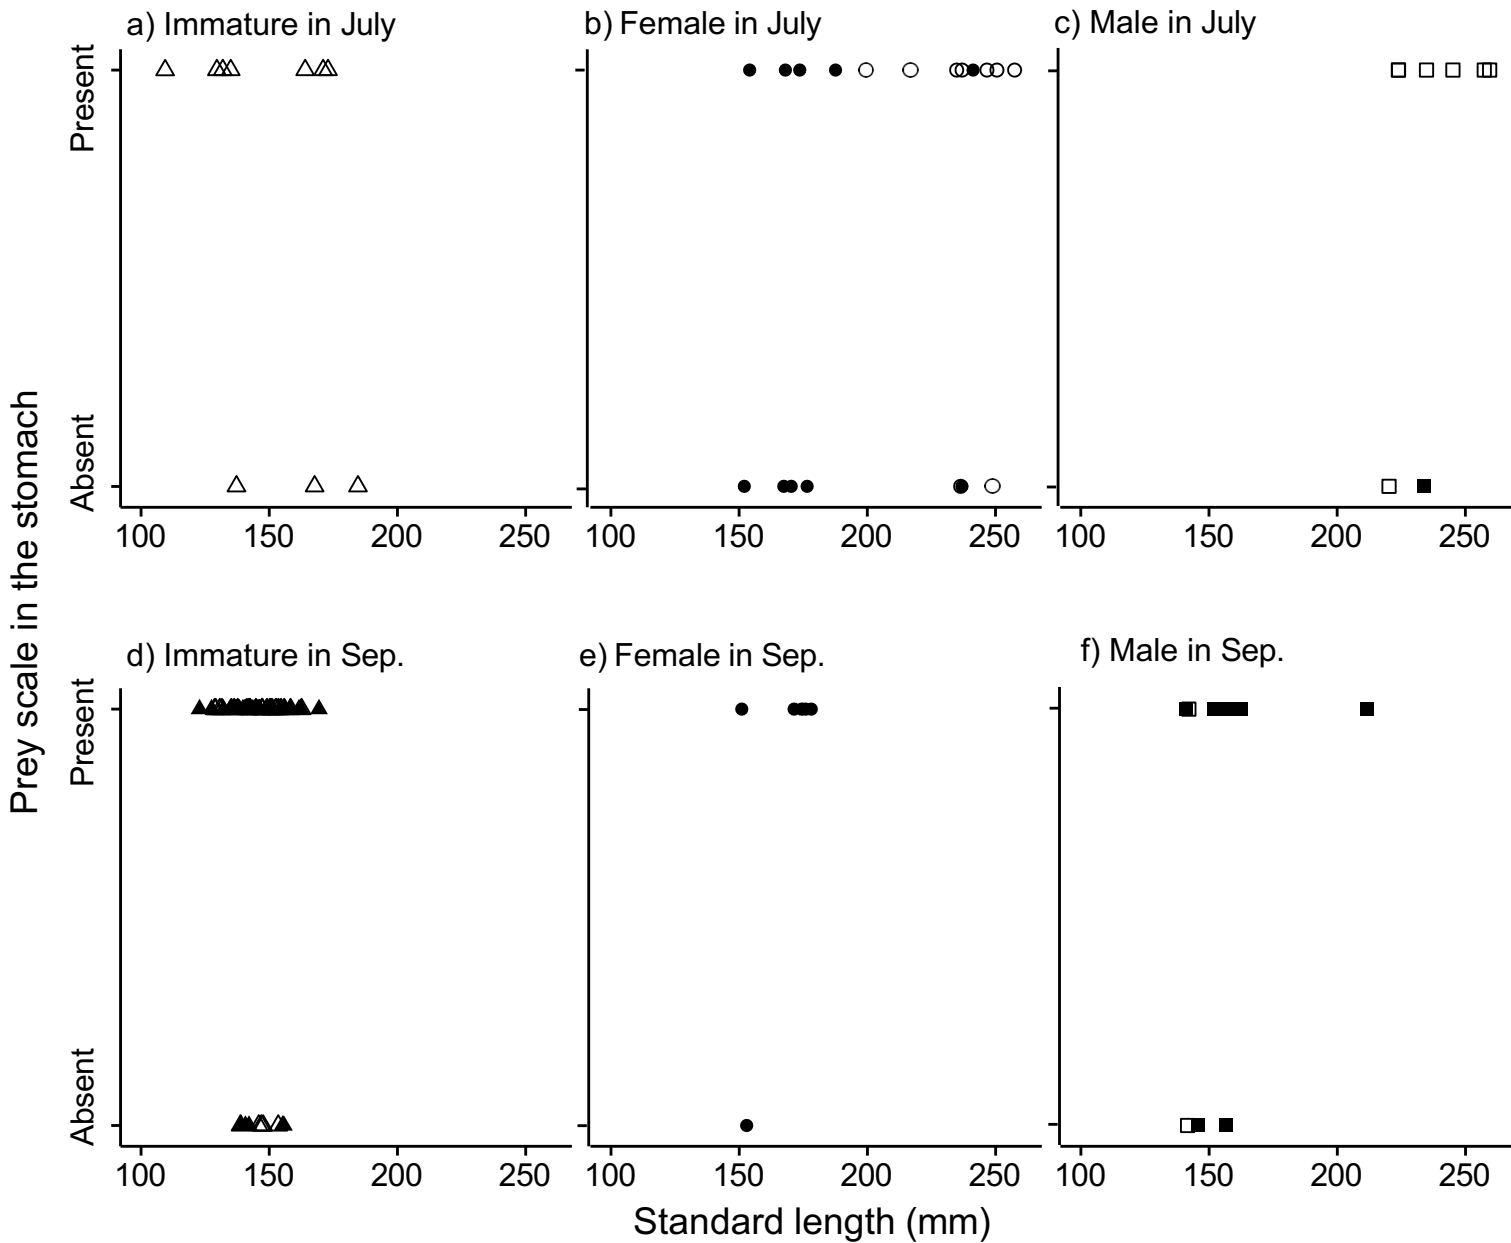 a) Immature in July
b) Female in July
c) Male in July
Present
Absent
100 150 200 250
100 150 200 250
100 150 200 250
Prey scale in the stomach
d) Immature in Sep.
e) Female in Sep.
f) Male in Sep.
Present
Absent
100 150 200 250
100 150 200 250
100 150 200 250
Standard length (mm)